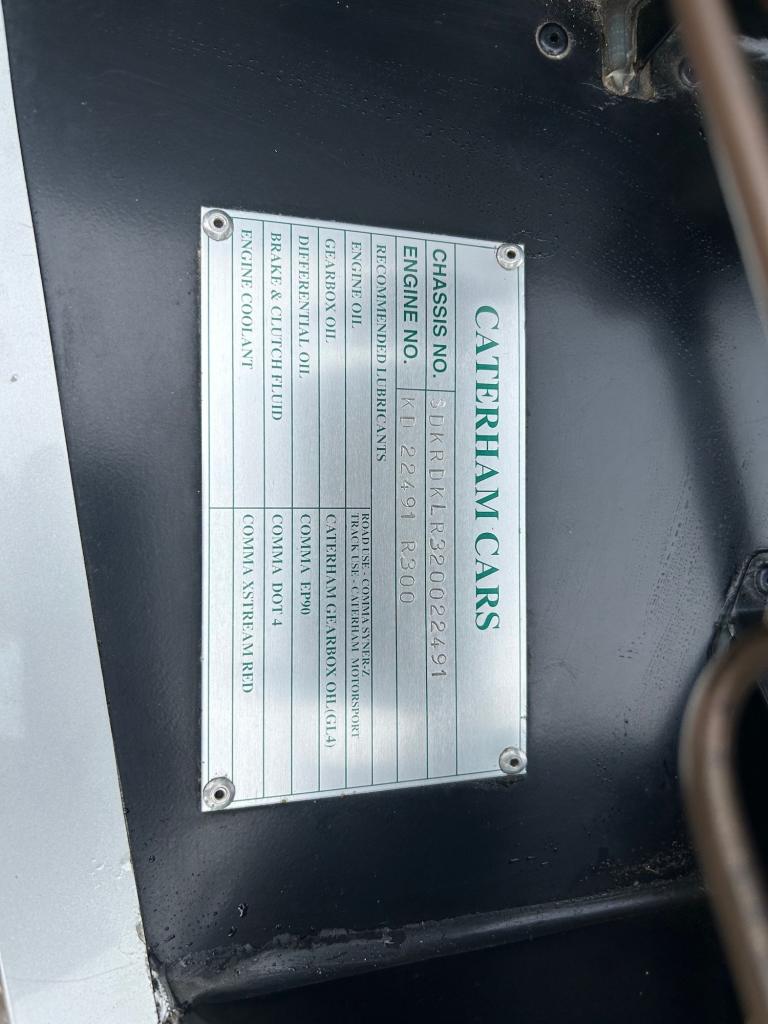 CATERHAM CARS
CHASSIS NO. SDKRDKLR320022491
ENGINE NO. KD 22491 R300
RECOMMENDED LUBRICANTS
ENGINE OIL ROAD USE - COMMA SYNER-Z
TRACK USE - CATERHAM MOTORSPORT
GEARBOX OIL CATERHAM GEARBOX OIL(GL4)
DIFFERENTIAL OIL COMMA EP90
BRAKE & CLUTCH FLUID COMMA DOT 4
ENGINE COOLANT COMMA XSTREAM RED